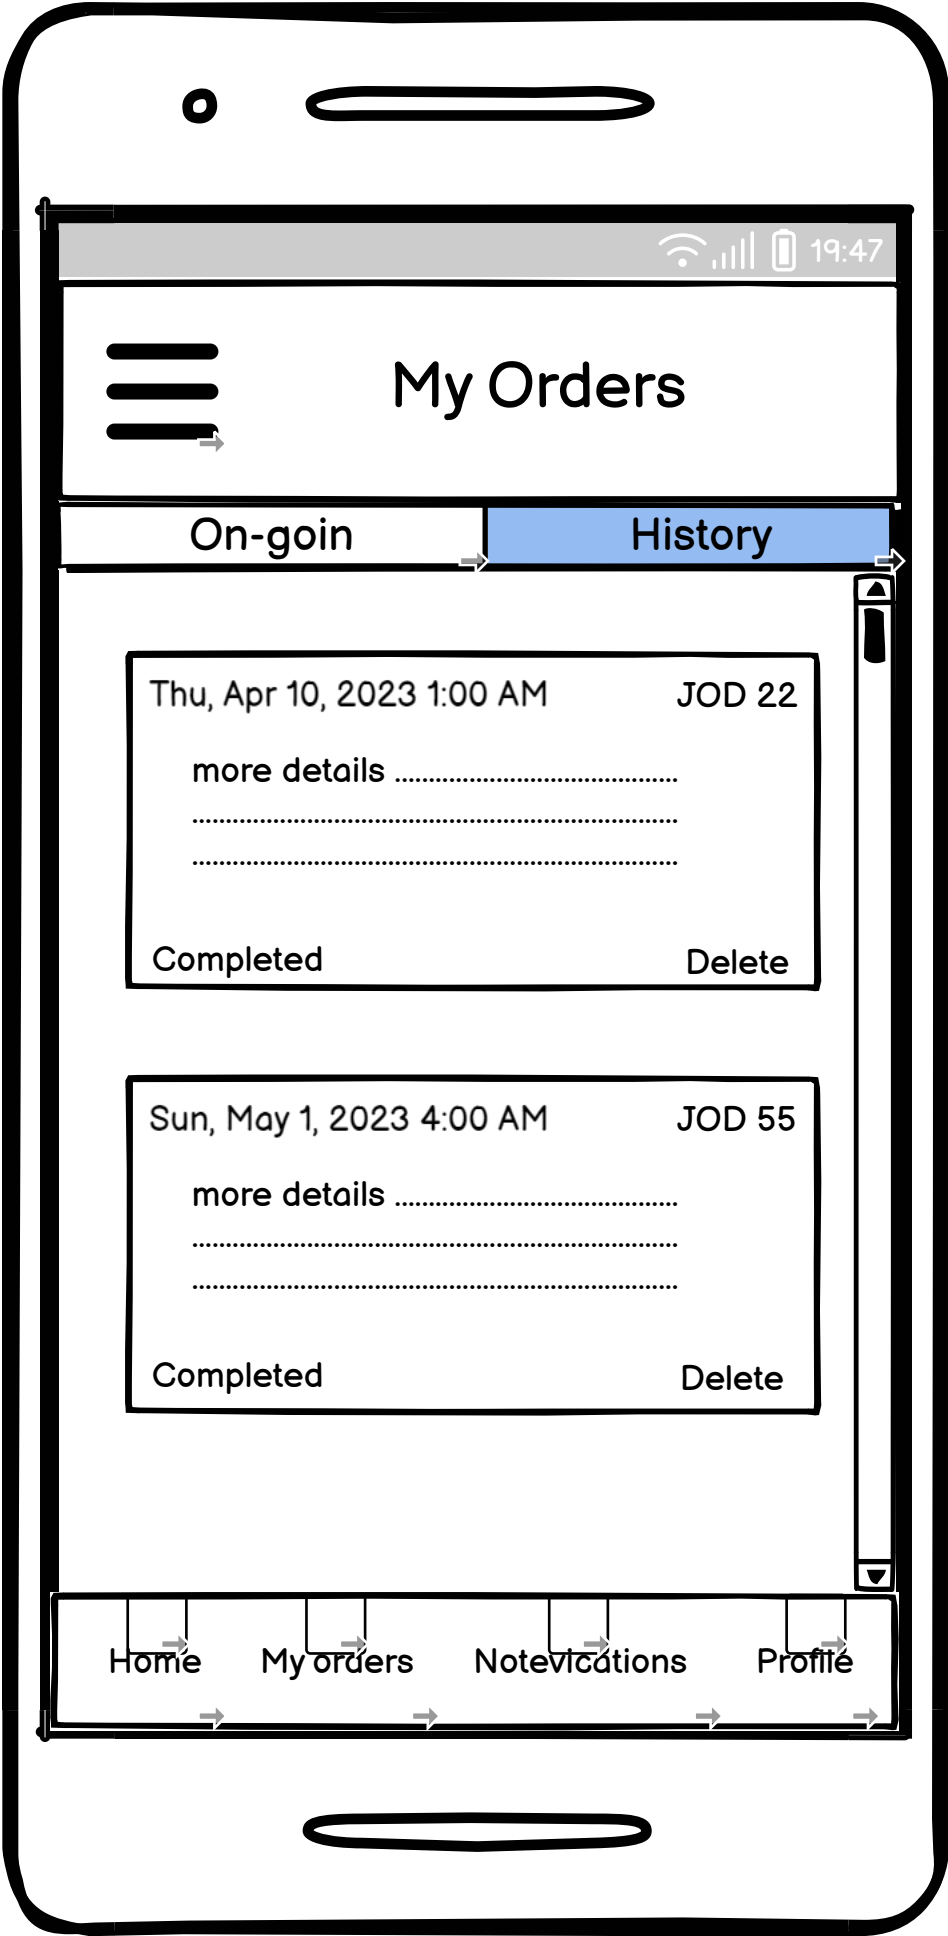 19:47
My Orders
On-goin
History
Thu, Apr 10, 2023 1:00 AM
JOD 22
more details ..........................................
........................................................................
........................................................................
Completed
Delete
Sun, May 1, 2023 4:00 AM
JOD 55
more details ..........................................
........................................................................
........................................................................
Completed
Delete
Home
My orders
Notevications
Profile